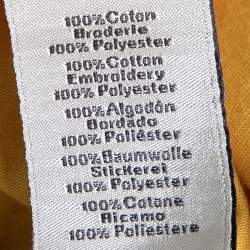 100%Coton
Broderie
100% Polyester
100%Cotton
Embroidery
100% Polyester
100%Algodón
Bordado
100% Poliéster
100%Baumwolle
Stickerei
100% Polyester
100%Cotone
Ricamo
100% Poliestere